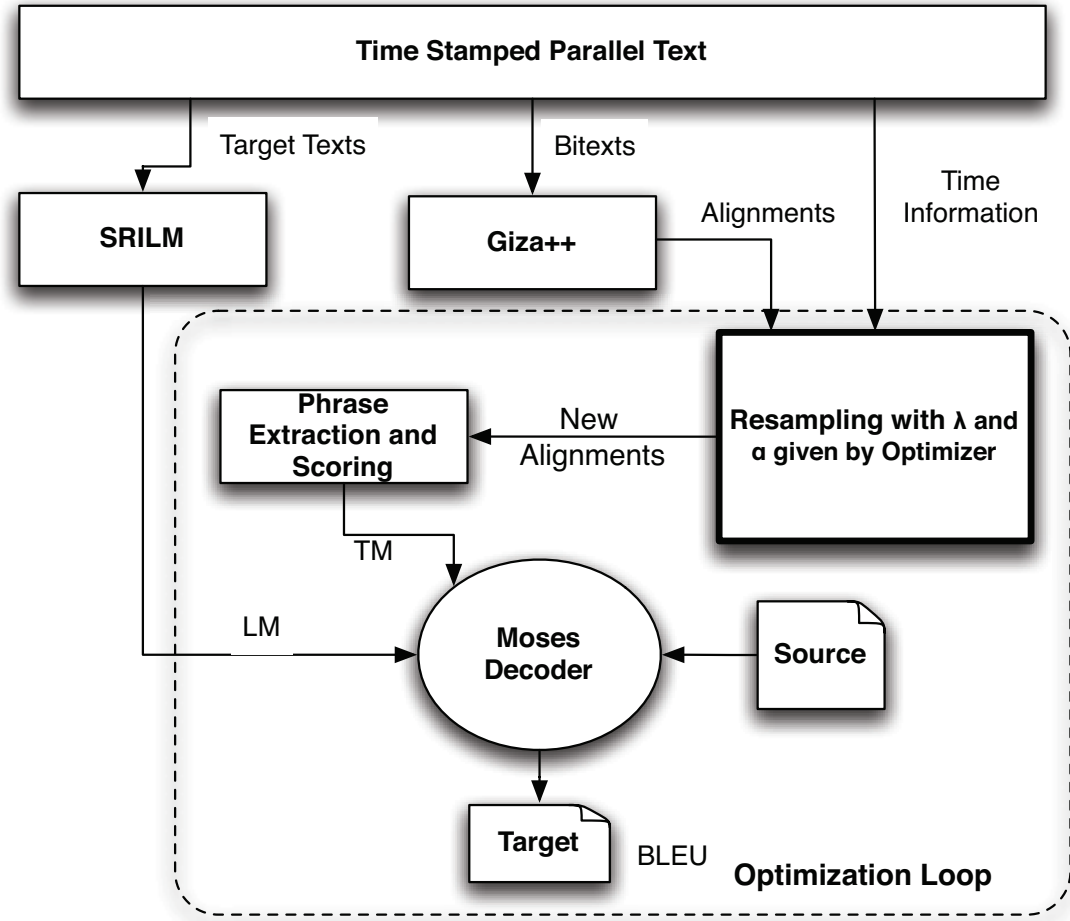 Time Stamped Parallel Text
Target Texts
Bitexts
Time
Information
Alignments
SRILM
Giza++
Resampling with λ and
α given by Optimizer
Phrase
Extraction and
Scoring
New
Alignments
TM
LM
Moses
Decoder
Source
Target
BLEU
Optimization Loop